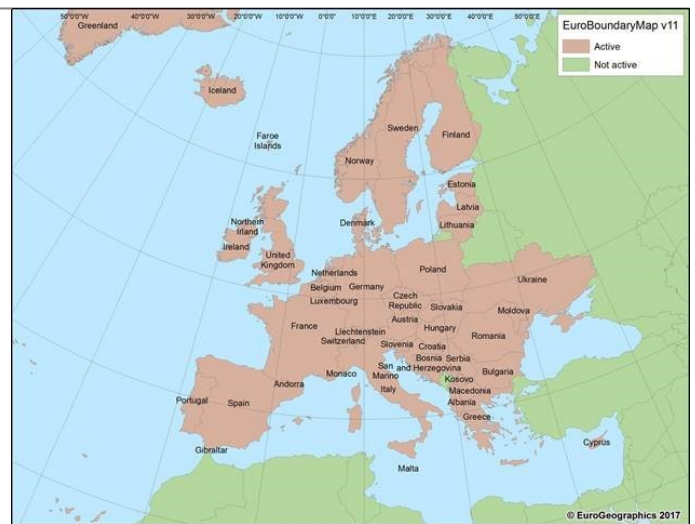 50°0'0"W 40°0'0"W 30°0'0"W 20°0'0"W 10°0'0"W 0°0'0" 10°0'0"E 20°0'0"E 30°0'0"E 40°0'0"E 50°0'0"E
EuroBoundaryMap v11
Active
Not active
Greenland
Iceland
Faroe
Islands
Sweden
Finland
Norway
Estonia
Latvia
Lithuania
Denmark
Northern
Irland
Ireland
United
Kingdom
Netherlands
Belgium
Germany
Luxembourg
Poland
Czech
Republic
Slovakia
Ukraine
Moldova
Austria
Hungary
Romania
France
Liechtenstein
Switzerland
Slovenia
Croatia
Bosnia
and Herzegovina
Serbia
Bulgaria
San
Marino
Monaco
Italy
Kosovo
Macedonia
Albania
Greece
Andorra
Portugal
Spain
Gibraltar
Malta
Cyprus
© EuroGeographics 2017